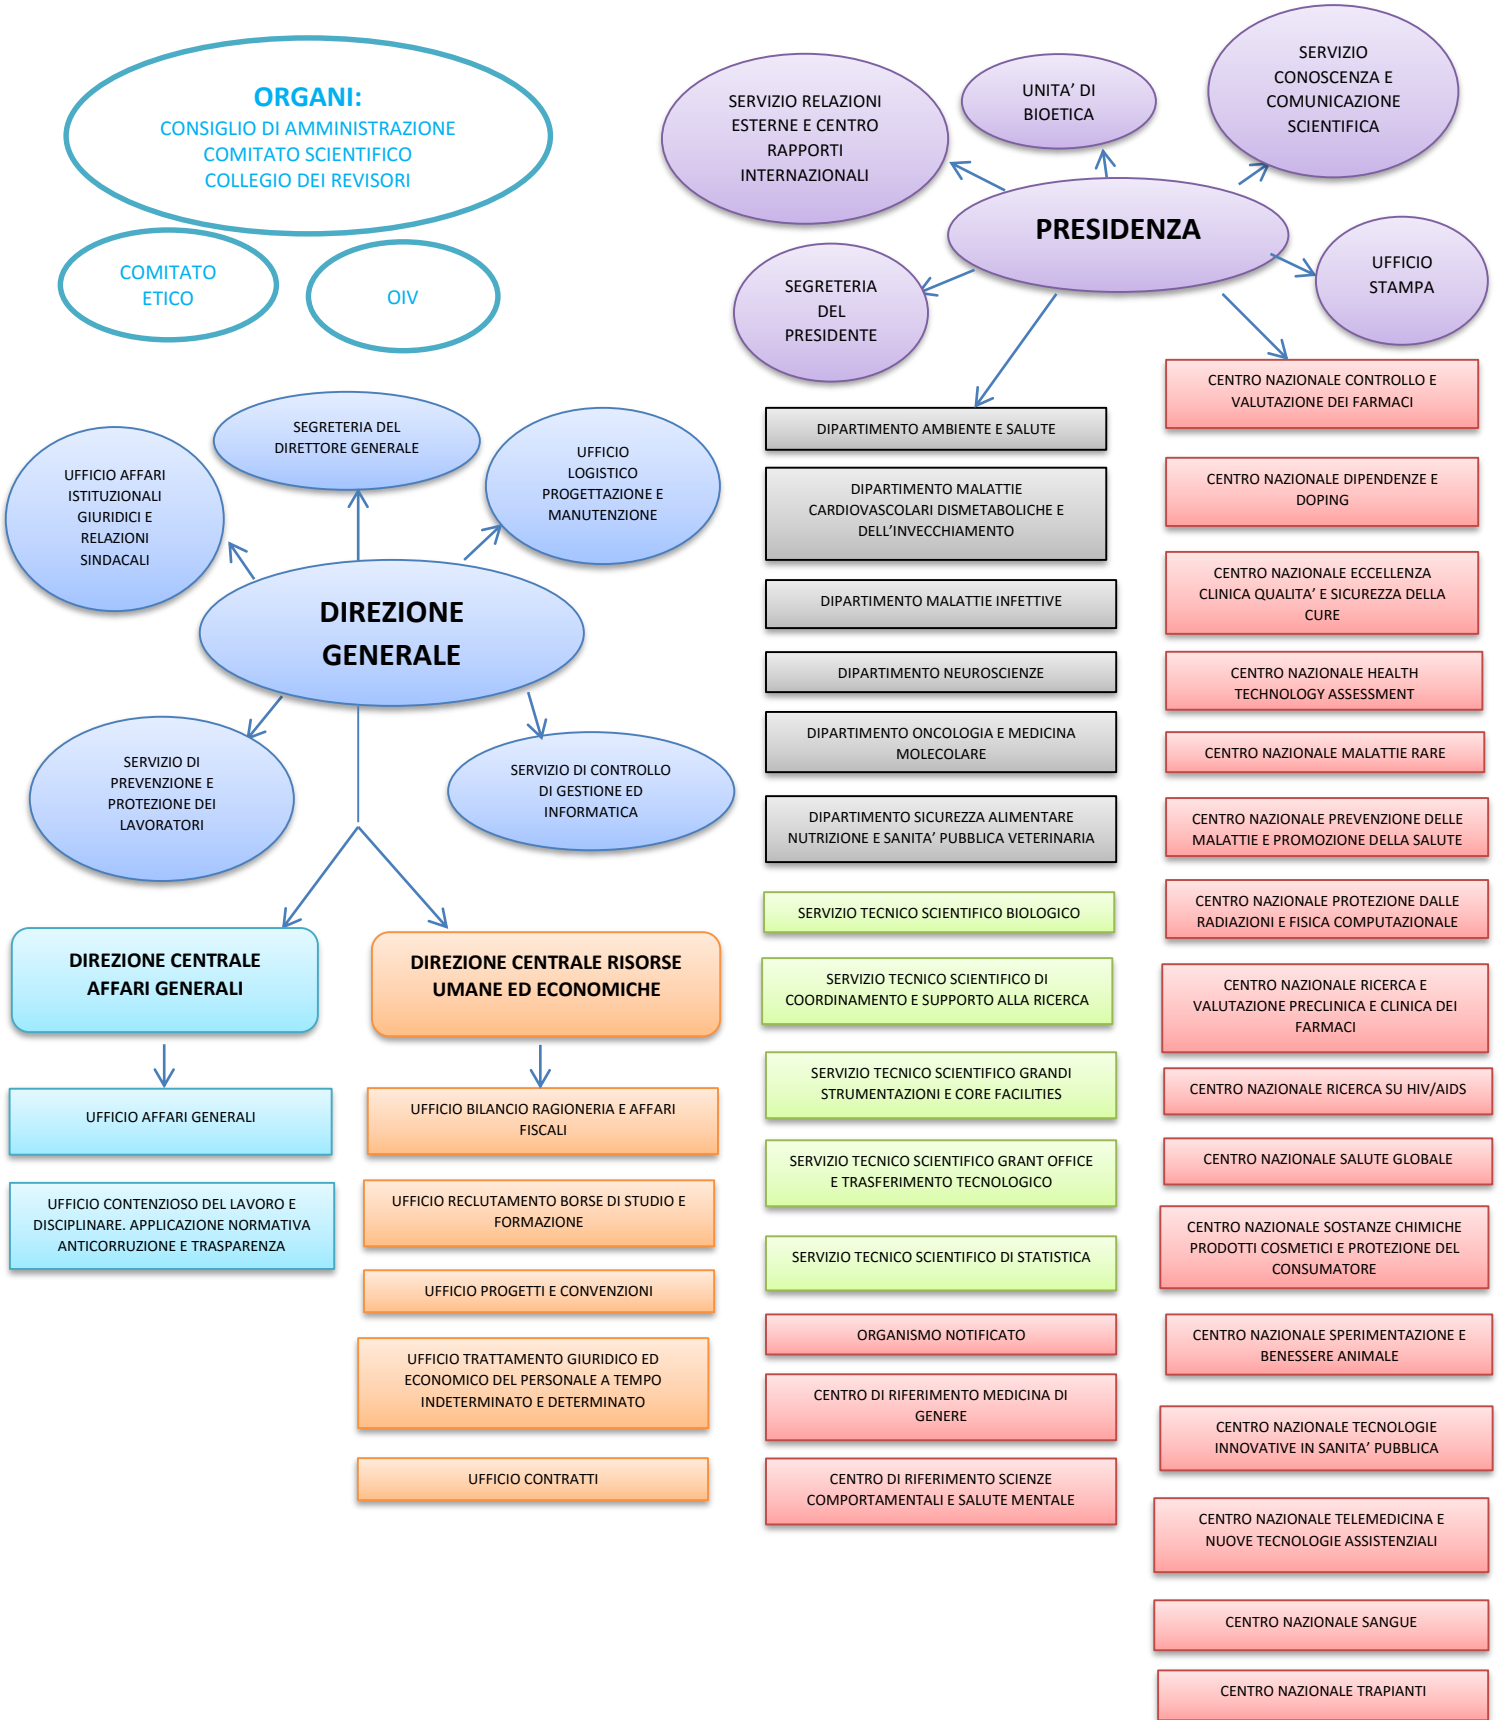 ORGANI:
CONSIGLIO DI AMMINISTRAZIONE
COMITATO SCIENTIFICO
COLLEGIO DEI REVISORI
COMITATO
ETICO
OIV
SERVIZIO RELAZIONI
ESTERNE E CENTRO
RAPPORTI
INTERNAZIONALI
UNITA’ DI
BIOETICA
SERVIZIO
CONOSCENZA E
COMUNICAZIONE
SCIENTIFICA
PRESIDENZA
SEGRETERIA
DEL
PRESIDENTE
UFFICIO
STAMPA
UFFICIO AFFARI
ISTITUZIONALI
GIURIDICI E
RELAZIONI
SINDACALI
SEGRETERIA DEL
DIRETTORE GENERALE
UFFICIO
LOGISTICO
PROGETTAZIONE E
MANUTENZIONE
DIREZIONE
GENERALE
SERVIZIO DI
PREVENZIONE E
PROTEZIONE DEI
LAVORATORI
SERVIZIO DI CONTROLLO
DI GESTIONE ED
INFORMATICA
DIREZIONE CENTRALE
AFFARI GENERALI
DIREZIONE CENTRALE RISORSE
UMANE ED ECONOMICHE
UFFICIO AFFARI GENERALI
UFFICIO CONTENZIOSO DEL LAVORO E
DISCIPLINARE. APPLICAZIONE NORMATIVA
ANTICORRUZIONE E TRASPARENZA
UFFICIO BILANCIO RAGIONERIA E AFFARI
FISCALI
UFFICIO RECLUTAMENTO BORSE DI STUDIO E
FORMAZIONE
UFFICIO PROGETTI E CONVENZIONI
UFFICIO TRATTAMENTO GIURIDICO ED
ECONOMICO DEL PERSONALE A TEMPO
INDETERMINATO E DETERMINATO
UFFICIO CONTRATTI
DIPARTIMENTO AMBIENTE E SALUTE
DIPARTIMENTO MALATTIE
CARDIOVASCOLARI DISMETABOLICHE E
DELL’INVECCHIAMENTO
DIPARTIMENTO MALATTIE INFETTIVE
DIPARTIMENTO NEUROSCIENZE
DIPARTIMENTO ONCOLOGIA E MEDICINA
MOLECOLARE
DIPARTIMENTO SICUREZZA ALIMENTARE
NUTRIZIONE E SANITA’ PUBBLICA VETERINARIA
SERVIZIO TECNICO SCIENTIFICO BIOLOGICO
SERVIZIO TECNICO SCIENTIFICO DI
COORDINAMENTO E SUPPORTO ALLA RICERCA
SERVIZIO TECNICO SCIENTIFICO GRANDI
STRUMENTAZIONI E CORE FACILITIES
SERVIZIO TECNICO SCIENTIFICO GRANT OFFICE
E TRASFERIMENTO TECNOLOGICO
SERVIZIO TECNICO SCIENTIFICO DI STATISTICA
ORGANISMO NOTIFICATO
CENTRO DI RIFERIMENTO MEDICINA DI
GENERE
CENTRO DI RIFERIMENTO SCIENZE
COMPORTAMENTALI E SALUTE MENTALE
CENTRO NAZIONALE CONTROLLO E
VALUTAZIONE DEI FARMACI
CENTRO NAZIONALE DIPENDENZE E
DOPING
CENTRO NAZIONALE ECCELLENZA
CLINICA QUALITA’ E SICUREZZA DELLA
CURE
CENTRO NAZIONALE HEALTH
TECHNOLOGY ASSESSMENT
CENTRO NAZIONALE MALATTIE RARE
CENTRO NAZIONALE PREVENZIONE DELLE
MALATTIE E PROMOZIONE DELLA SALUTE
CENTRO NAZIONALE PROTEZIONE DALLE
RADIAZIONI E FISICA COMPUTAZIONALE
CENTRO NAZIONALE RICERCA E
VALUTAZIONE PRECLINICA E CLINICA DEI
FARMACI
CENTRO NAZIONALE RICERCA SU HIV/AIDS
CENTRO NAZIONALE SALUTE GLOBALE
CENTRO NAZIONALE SOSTANZE CHIMICHE
PRODOTTI COSMETICI E PROTEZIONE DEL
CONSUMATORE
CENTRO NAZIONALE SPERIMENTAZIONE E
BENESSERE ANIMALE
CENTRO NAZIONALE TECNOLOGIE
INNOVATIVE IN SANITA’ PUBBLICA
CENTRO NAZIONALE TELEMEDICINA E
NUOVE TECNOLOGIE ASSISTENZIALI
CENTRO NAZIONALE SANGUE
CENTRO NAZIONALE TRAPIANTI